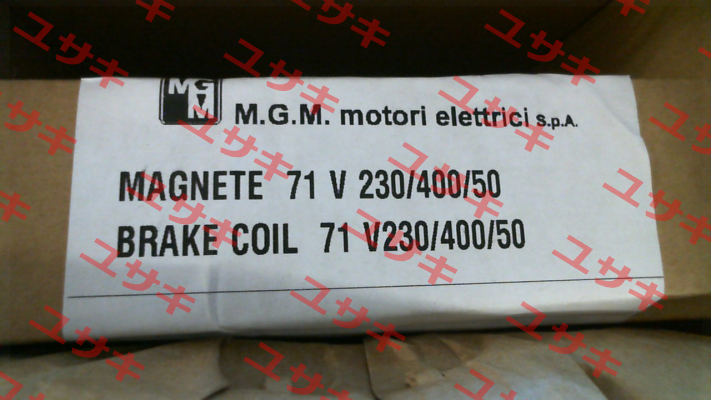 MGM
M.G.M. motori elettrici S.p.A.
MAGNETE 71 V 230/400/50
BRAKE COIL 71 V230/400/50
ユサキ